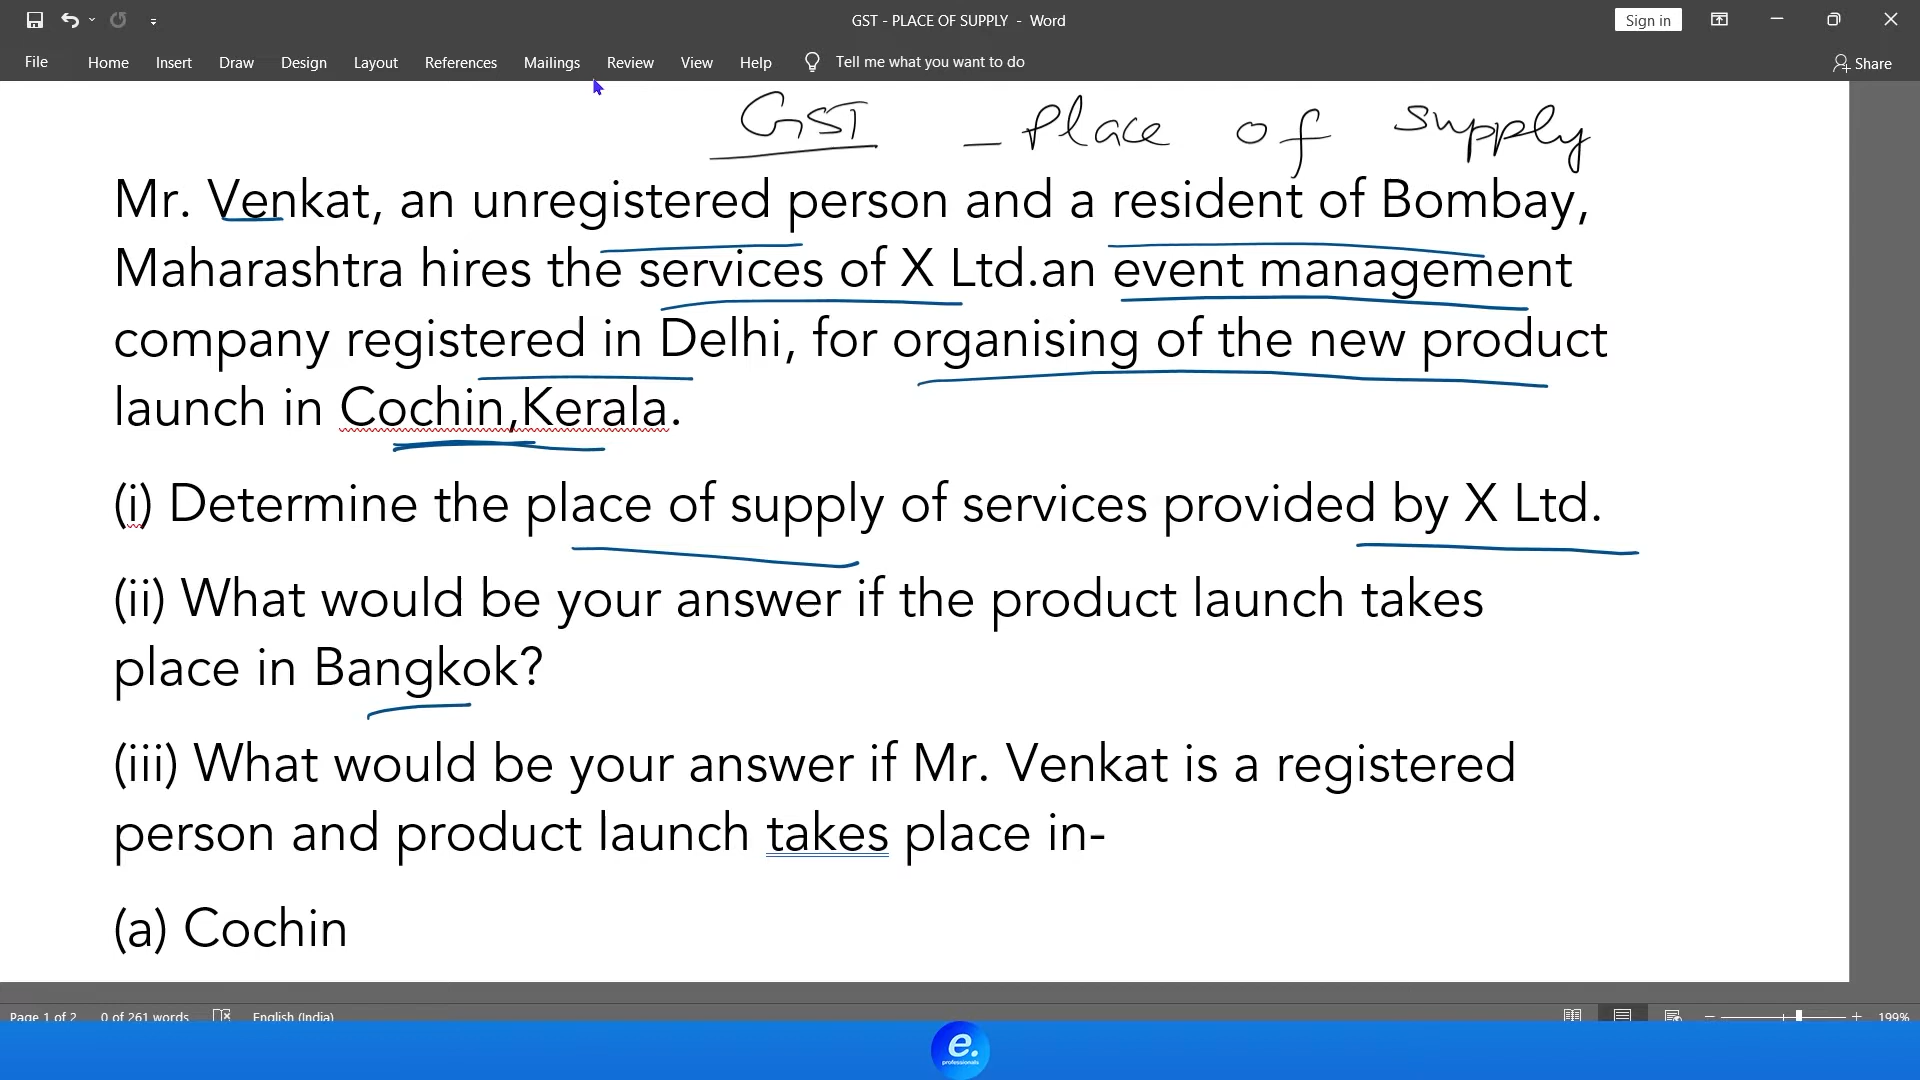 GST - PLACE OF SUPPLY - Word
Sign in
File Home Insert Draw Design Layout References Mailings Review View Help Tell me what you want to do
Share
GST - Place of supply
Mr. Venkat, an unregistered person and a resident of Bombay,
Maharashtra hires the services of X Ltd.an event management
company registered in Delhi, for organising of the new product
launch in Cochin,Kerala.
(i) Determine the place of supply of services provided by X Ltd.
(ii) What would be your answer if the product launch takes
place in Bangkok?
(iii) What would be your answer if Mr. Venkat is a registered
person and product launch takes place in-
(a) Cochin
Page 1 of 2 0 of 261 words English (India) 199%
e.
professionals